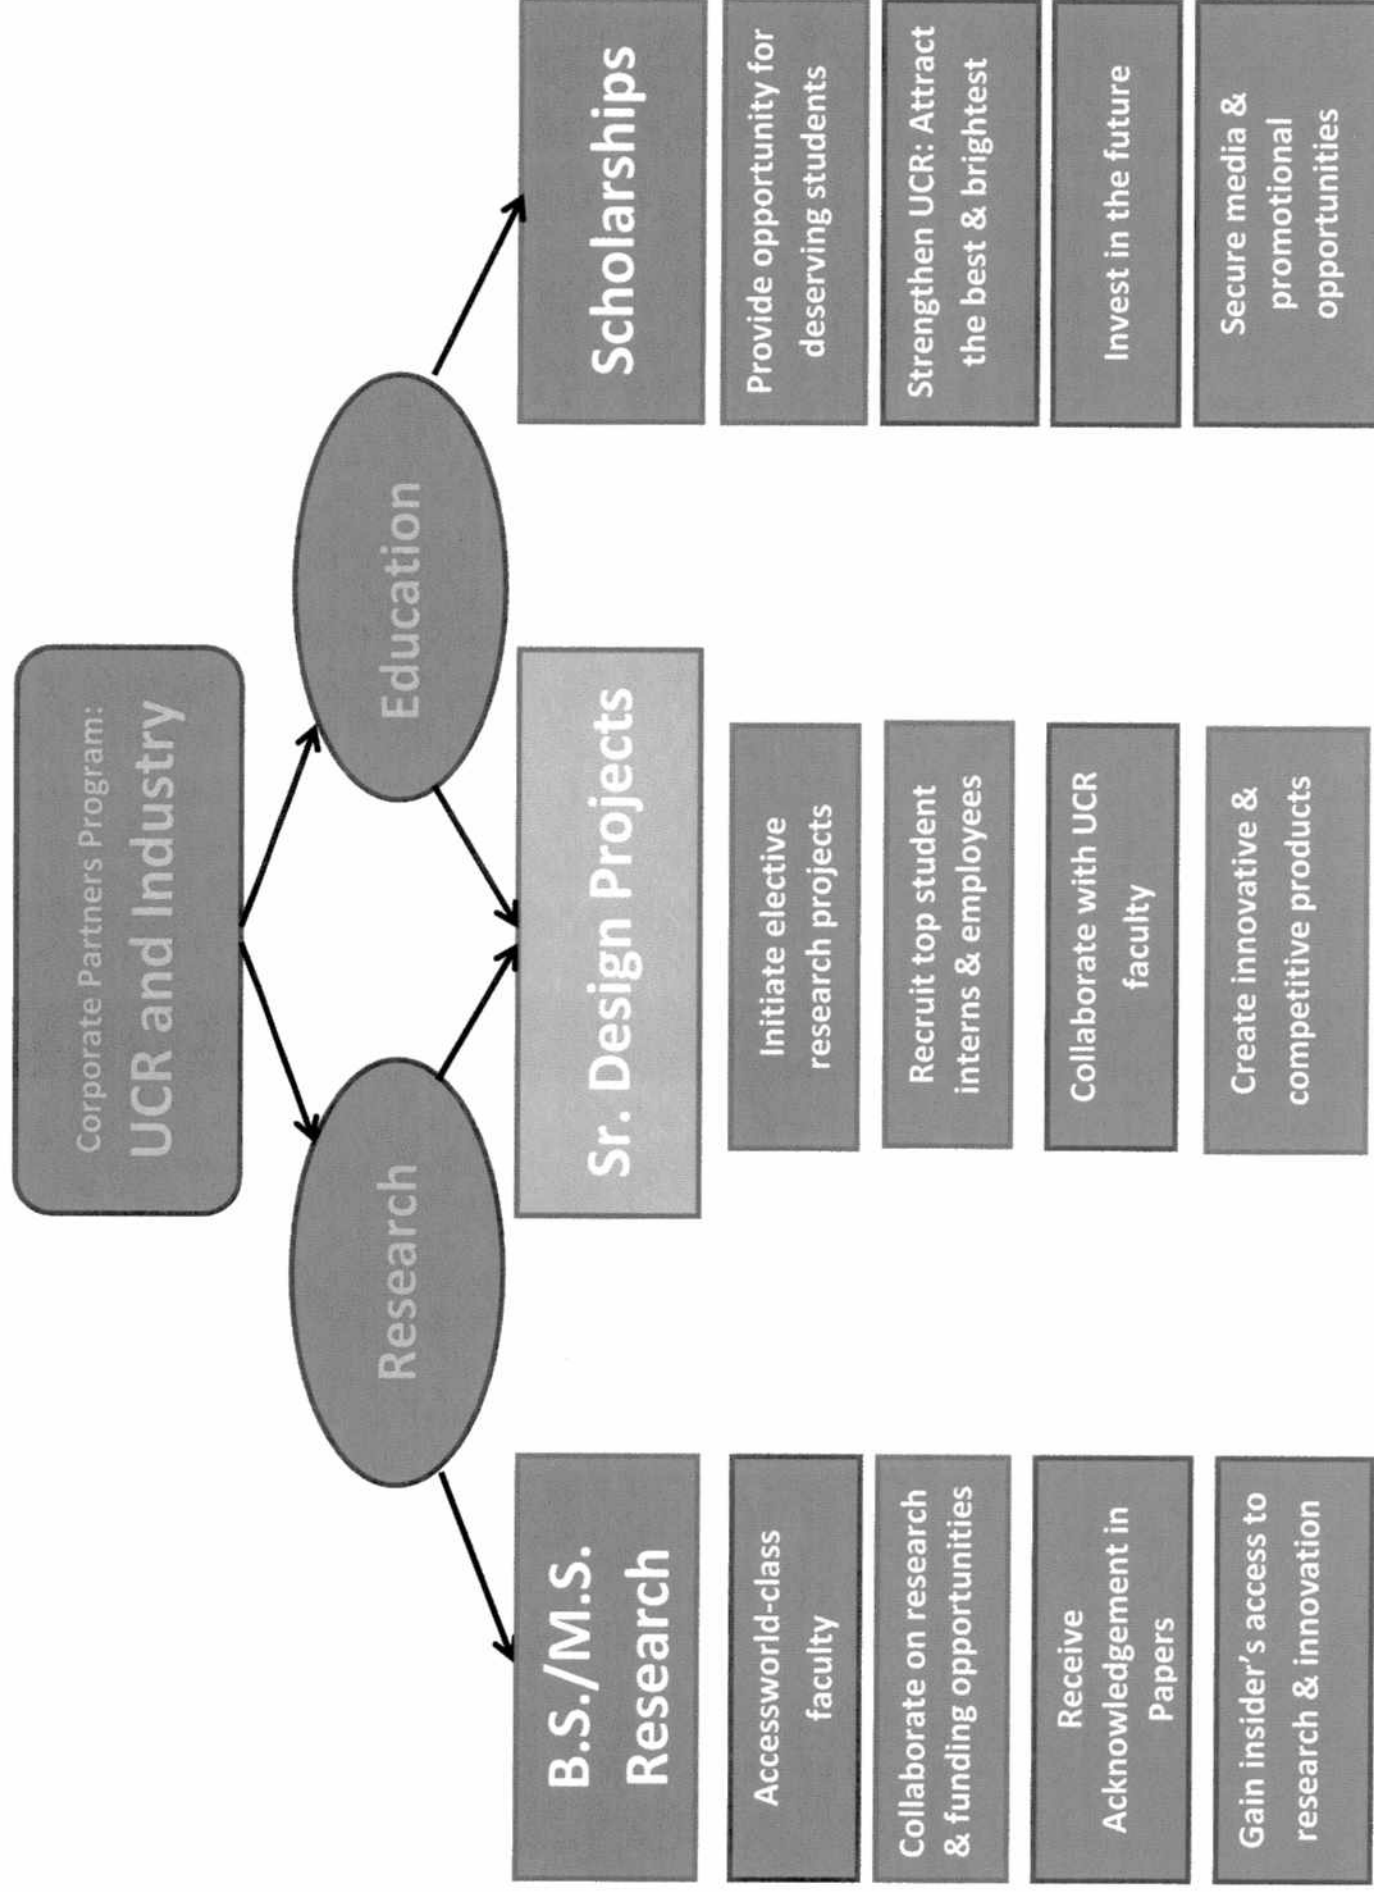 Corporate Partners Program:
UCR and Industry
Research
Education
B.S./M.S.
Research
Accessworld-class
faculty
Collaborate on research
& funding opportunities
Receive
Acknowledgement in
Papers
Gain insider's access to
research & innovation
Sr. Design Projects
Initiate elective
research projects
Recruit top student
interns & employees
Collaborate with UCR
faculty
Create innovative &
competitive products
Scholarships
Provide opportunity for
deserving students
Strengthen UCR: Attract
the best & brightest
Invest in the future
Secure media &
promotional
opportunities